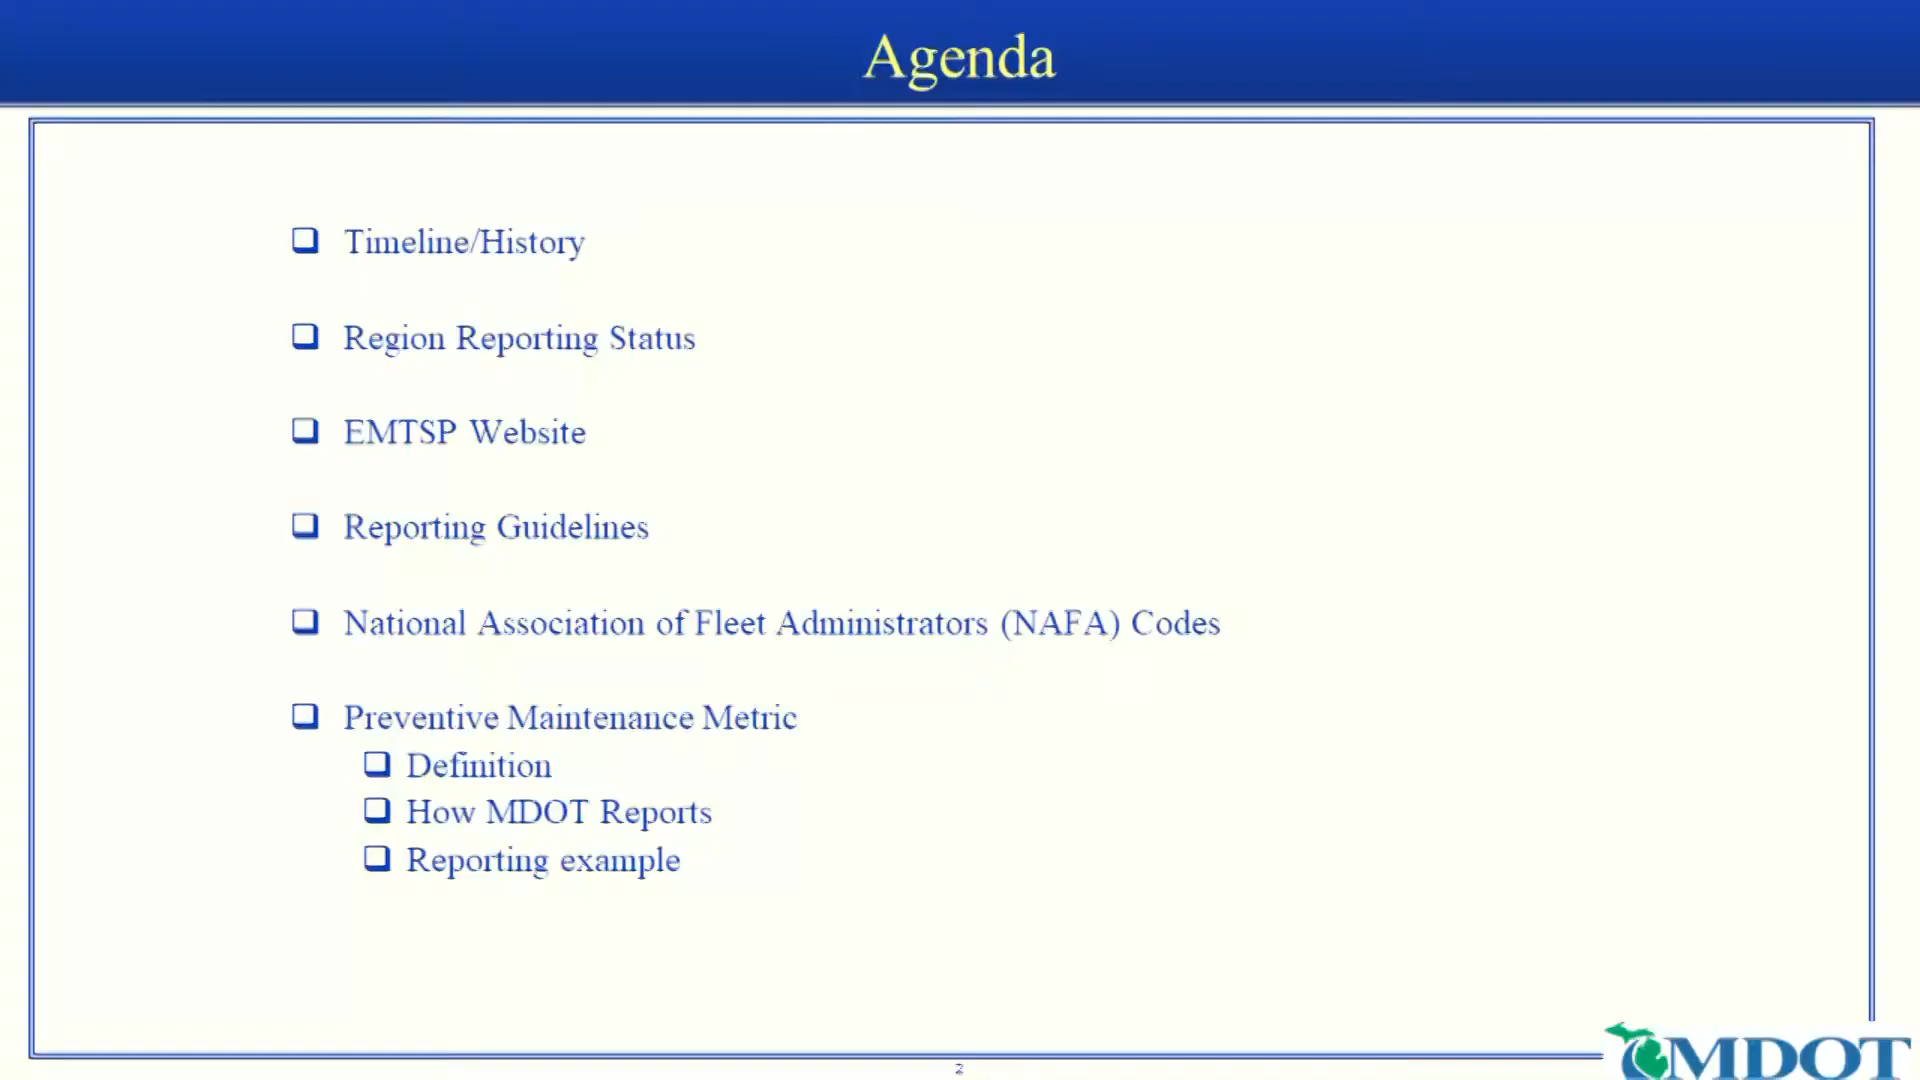 Agenda
Timeline/History
Region Reporting Status
EMTSP Website
Reporting Guidelines
National Association of Fleet Administrators (NAFA) Codes
Preventive Maintenance Metric
Definition
How MDOT Reports
Reporting example
2
MDOT